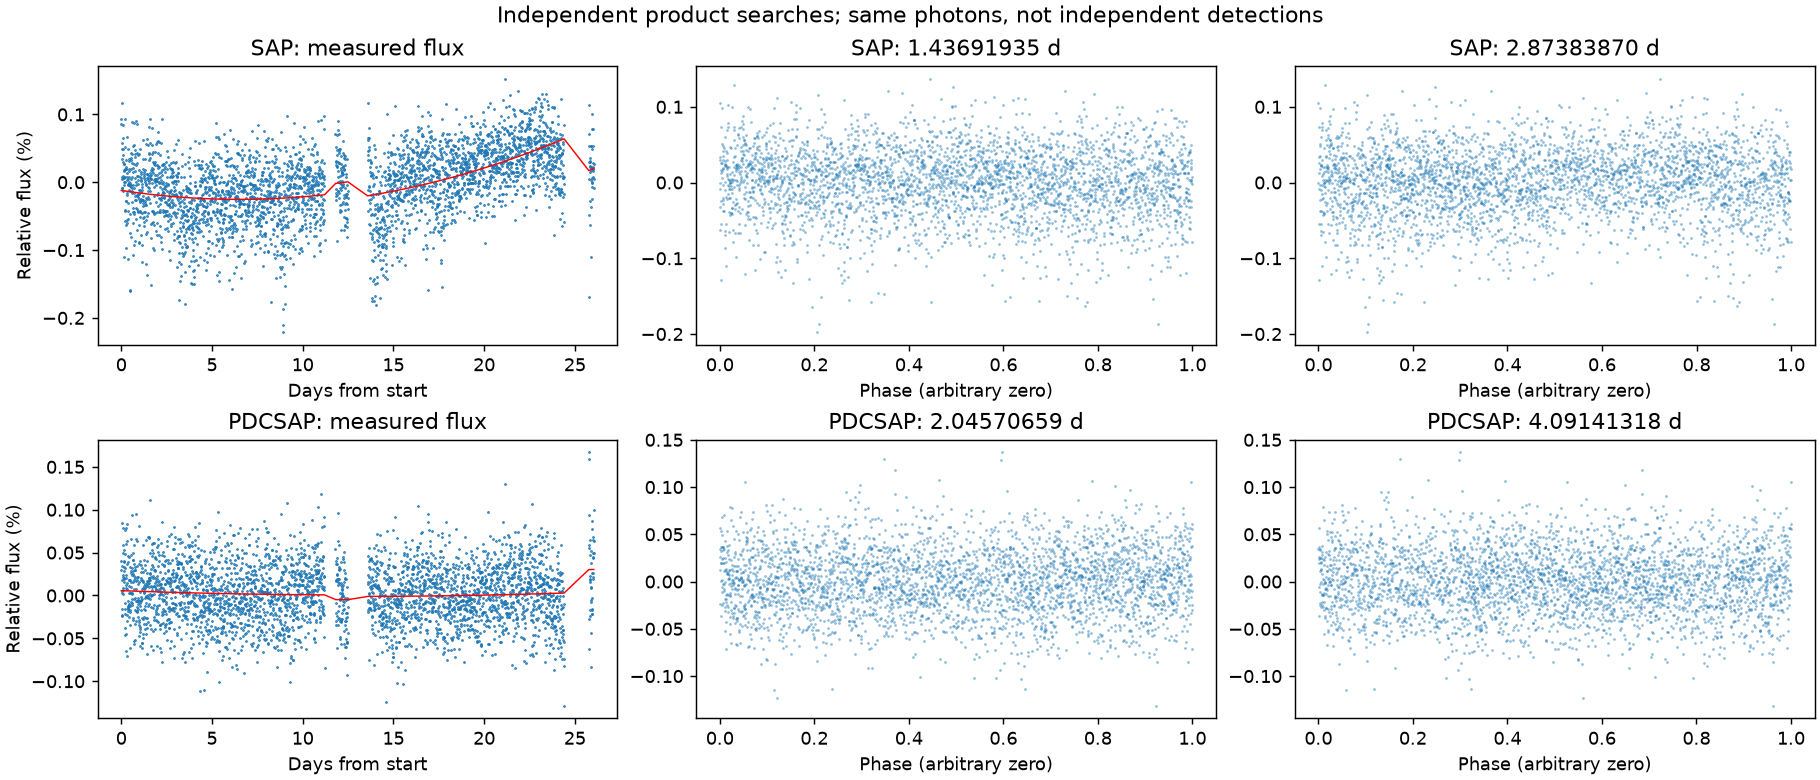 Independent product searches; same photons, not independent detections
SAP: measured flux
SAP: 1.43691935 d
SAP: 2.87383870 d
Relative flux (%)
0.1
0.0
−0.1
−0.2
0.1
0.0
−0.1
−0.2
0.1
0.0
−0.1
−0.2
0 5 10 15 20 25
0.0 0.2 0.4 0.6 0.8 1.0
0.0 0.2 0.4 0.6 0.8 1.0
Days from start
Phase (arbitrary zero)
Phase (arbitrary zero)
PDCSAP: measured flux
PDCSAP: 2.04570659 d
PDCSAP: 4.09141318 d
Relative flux (%)
0.15
0.10
0.05
0.00
−0.05
−0.10
0.15
0.10
0.05
0.00
−0.05
−0.10
0.15
0.10
0.05
0.00
−0.05
−0.10
0 5 10 15 20 25
0.0 0.2 0.4 0.6 0.8 1.0
0.0 0.2 0.4 0.6 0.8 1.0
Days from start
Phase (arbitrary zero)
Phase (arbitrary zero)